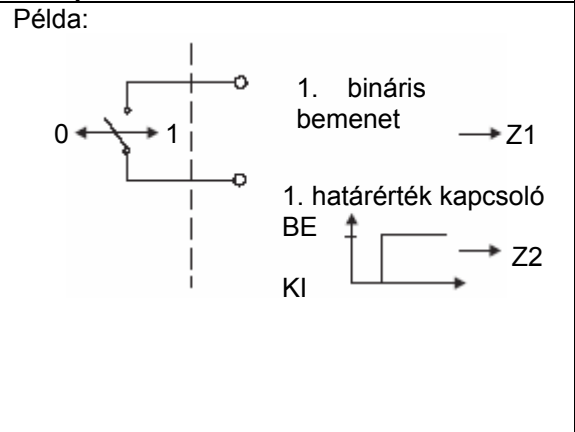 Példa:
1. bináris
bemenet
0 1 Z1
1. határérték kapcsoló
BE
Z2
KI